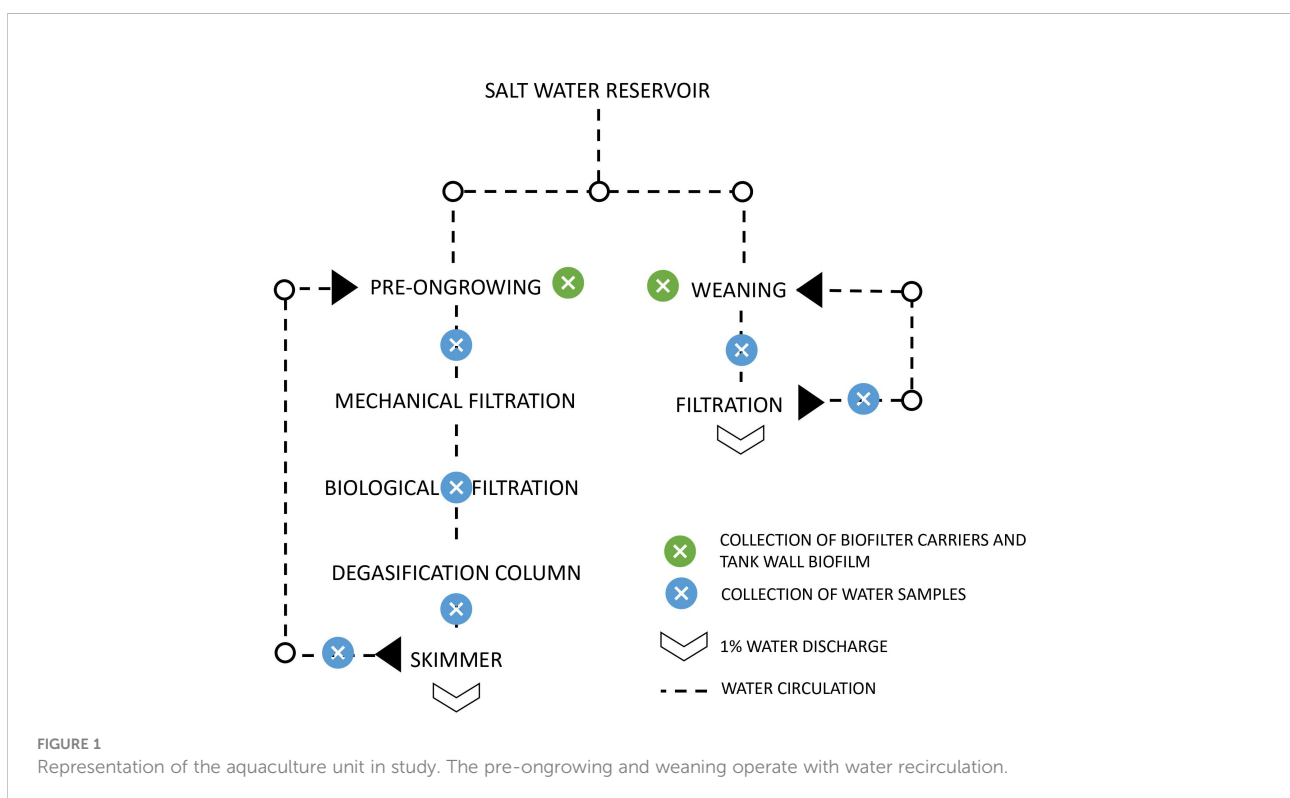 SALT WATER RESERVOIR
PRE-ONGROWING
WEANING
MECHANICAL FILTRATION
FILTRATION
BIOLOGICAL FILTRATION
DEGASIFICATION COLUMN
SKIMMER
COLLECTION OF BIOFILTER CARRIERS AND
TANK WALL BIOFILM
COLLECTION OF WATER SAMPLES
1% WATER DISCHARGE
WATER CIRCULATION
FIGURE 1
Representation of the aquaculture unit in study. The pre-ongrowing and weaning operate with water recirculation.